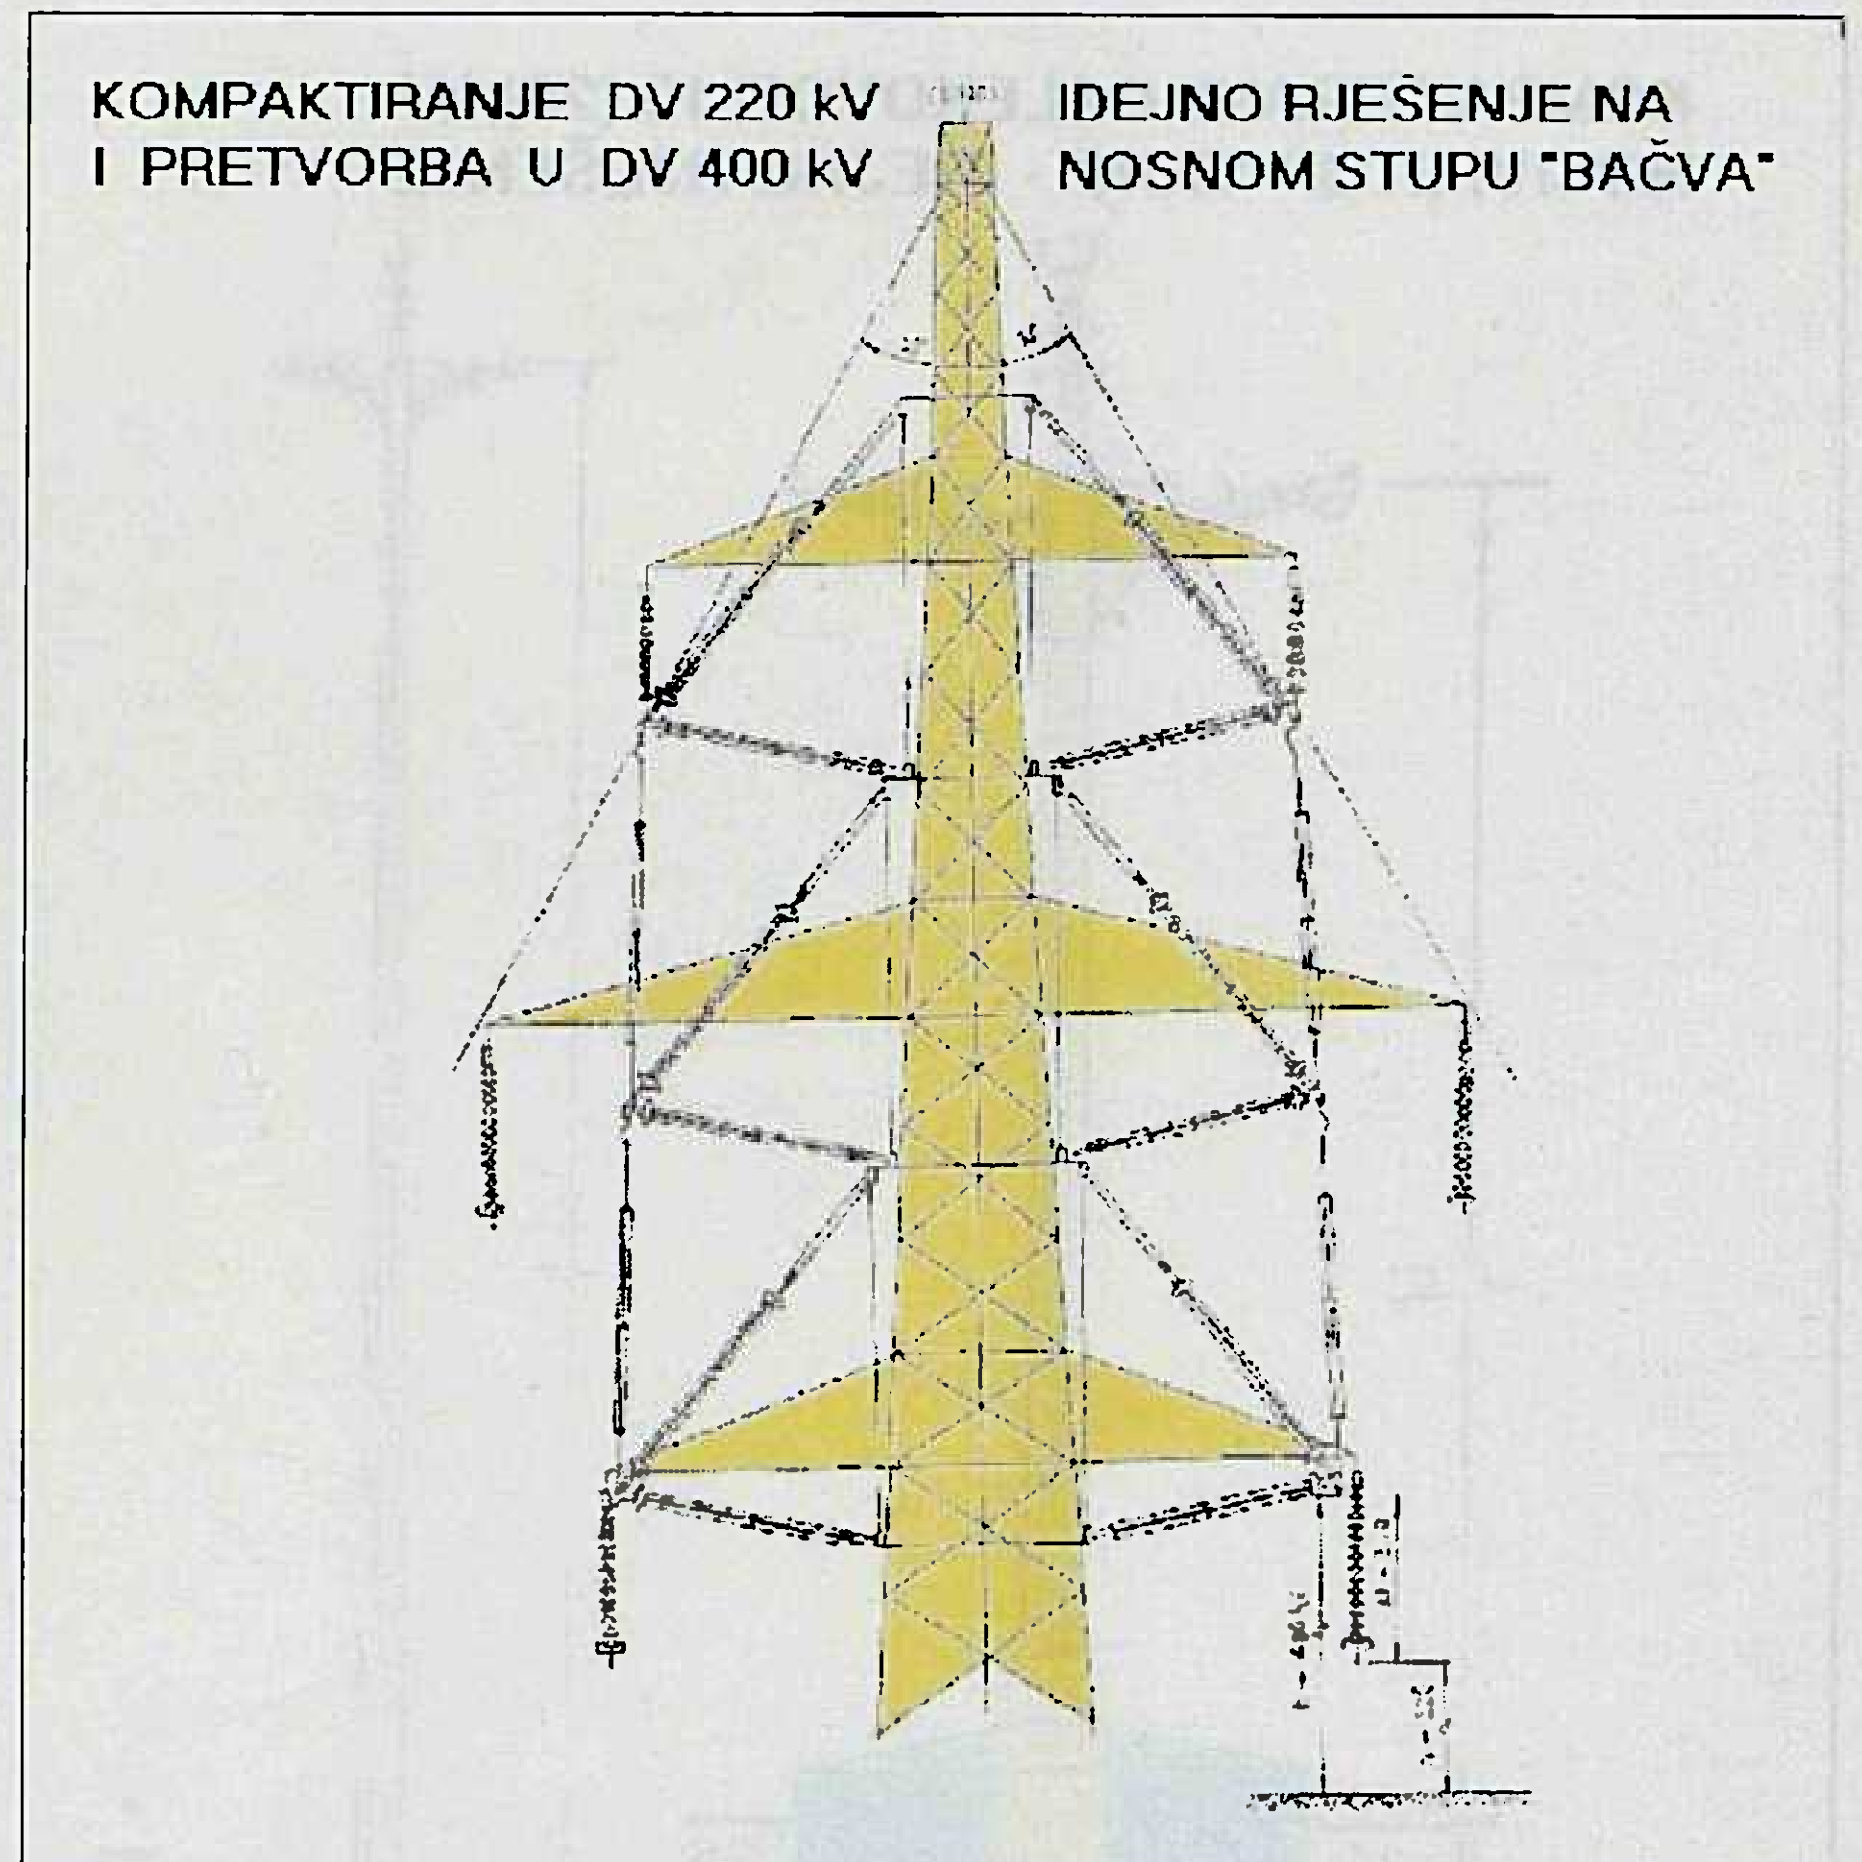 KOMPAKTIRANJE DV 220 kV
I PRETVORBA U DV 400 kV
IDEJNO RJEŠENJE NA
NOSNOM STUPU "BAČVA"